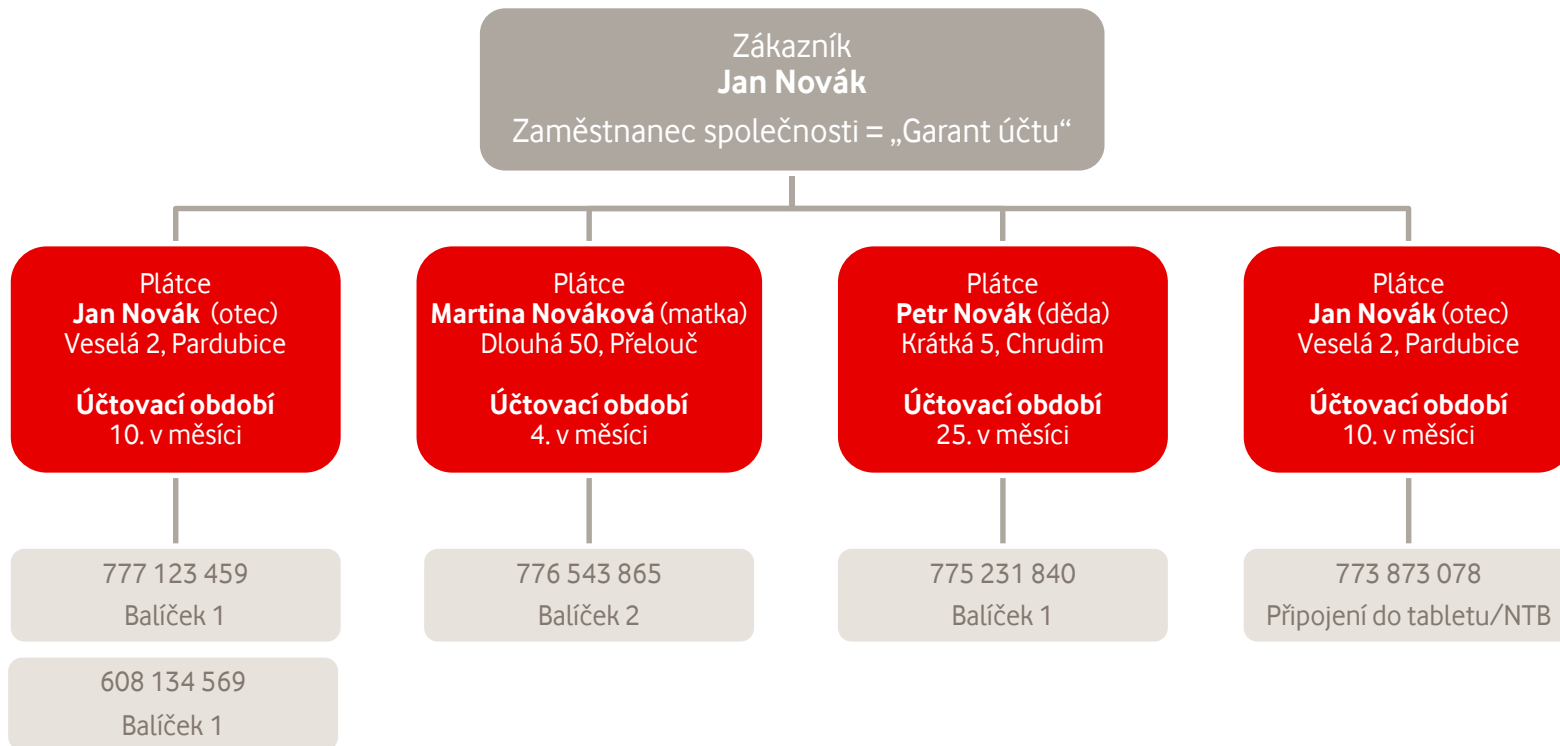 Zákazník
Jan Novák
Zaměstnanec společnosti = „Garant účtu“
Plátce
Jan Novák (otec)
Veselá 2, Pardubice
Účtovací období
10. v měsíci
Plátce
Martina Nováková (matka)
Dlouhá 50, Přelouč
Účtovací období
4. v měsíci
Plátce
Petr Novák (děda)
Krátká 5, Chrudim
Účtovací období
25. v měsíci
Plátce
Jan Novák (otec)
Veselá 2, Pardubice
Účtovací období
10. v měsíci
777 123 459
Balíček 1
776 543 865
Balíček 2
775 231 840
Balíček 1
773 873 078
Připojení do tabletu/NTB
608 134 569
Balíček 1